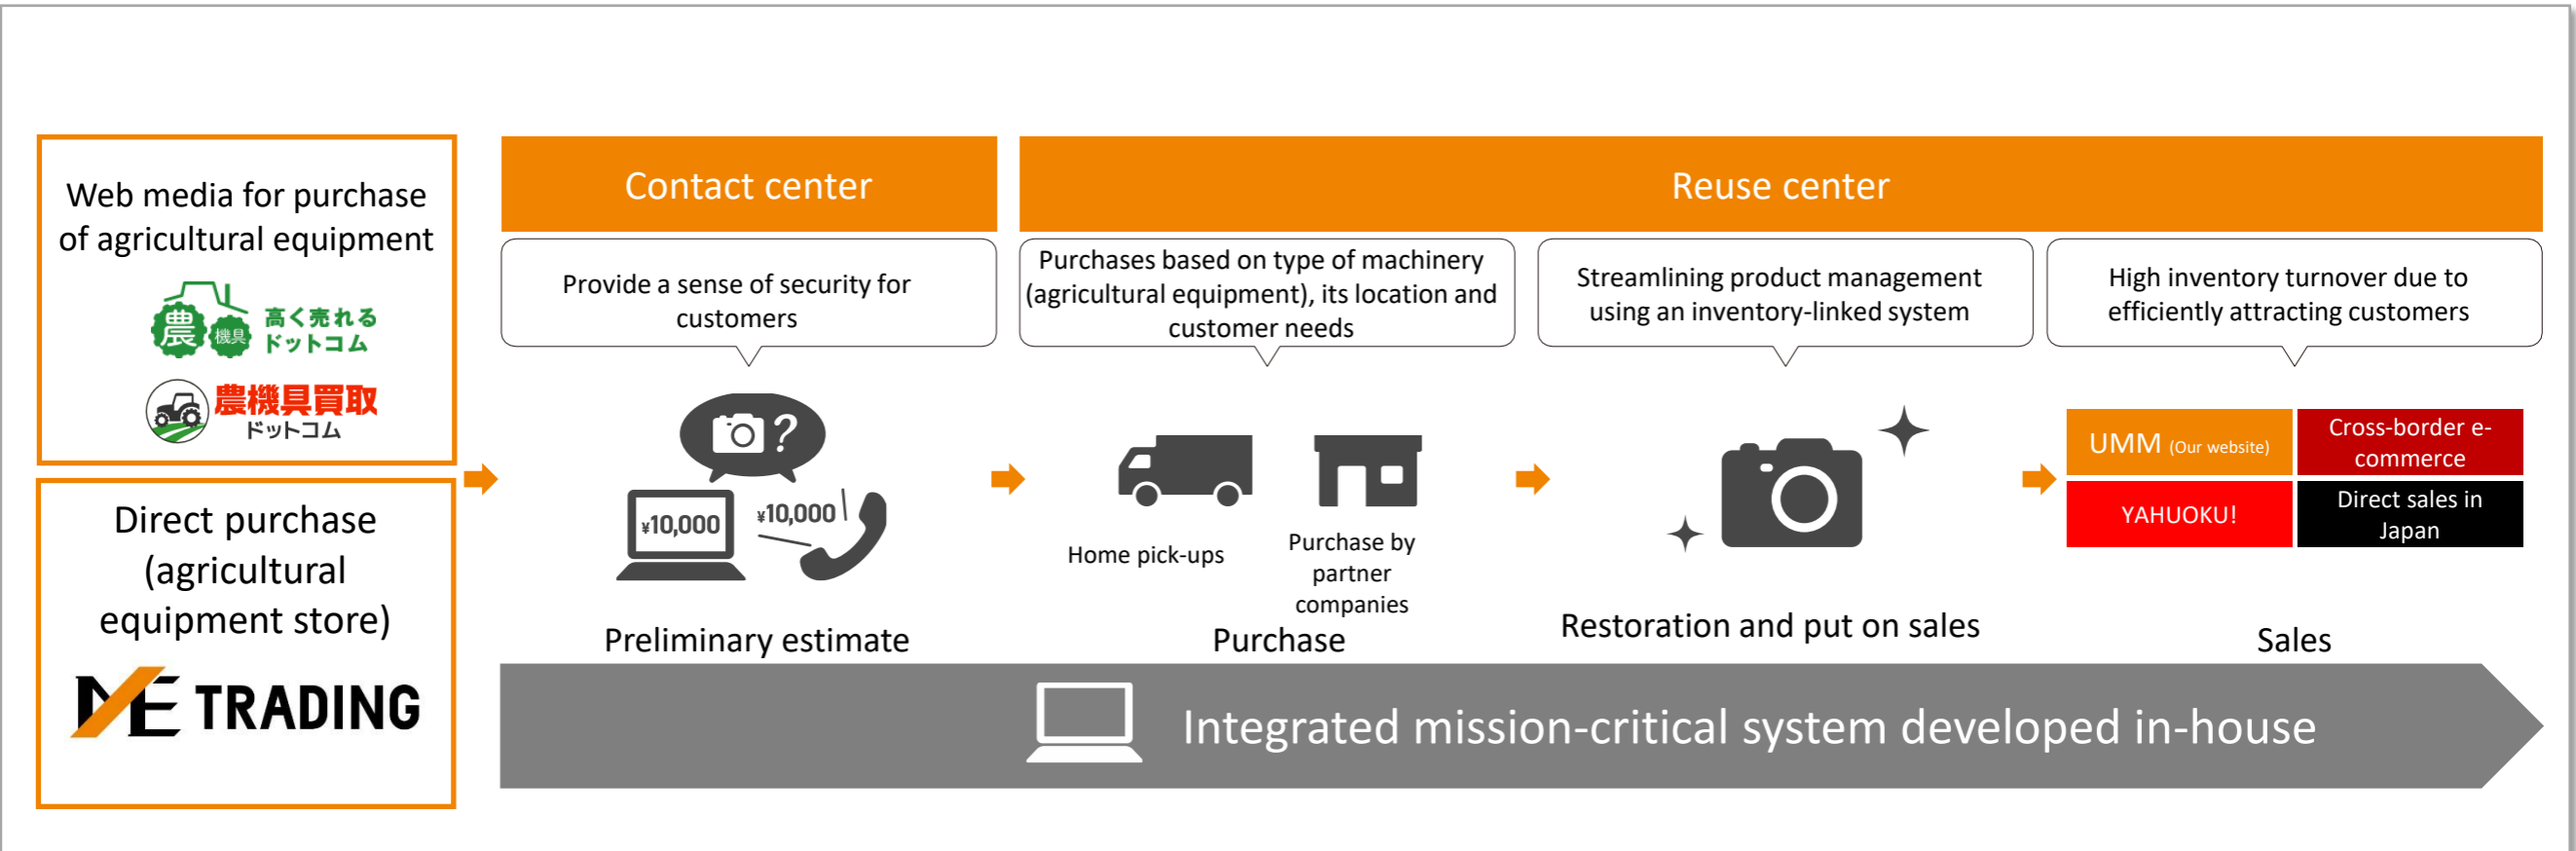 Web media for purchase
of agricultural equipment
農 機具 高く売れる
ドットコム
農機具買取
ドットコム
Direct purchase
(agricultural
equipment store)
ME TRADING
Contact center
Provide a sense of security for
customers
?
¥10,000
¥10,000
Preliminary estimate
Reuse center
Purchases based on type of machinery
(agricultural equipment), its location and
customer needs
Home pick-ups
Purchase by
partner
companies
Purchase
Streamlining product management
using an inventory-linked system
Restoration and put on sales
High inventory turnover due to
efficiently attracting customers
UMM (Our website)
Cross-border e-
commerce
YAHUOKU!
Direct sales in
Japan
Sales
Integrated mission-critical system developed in-house